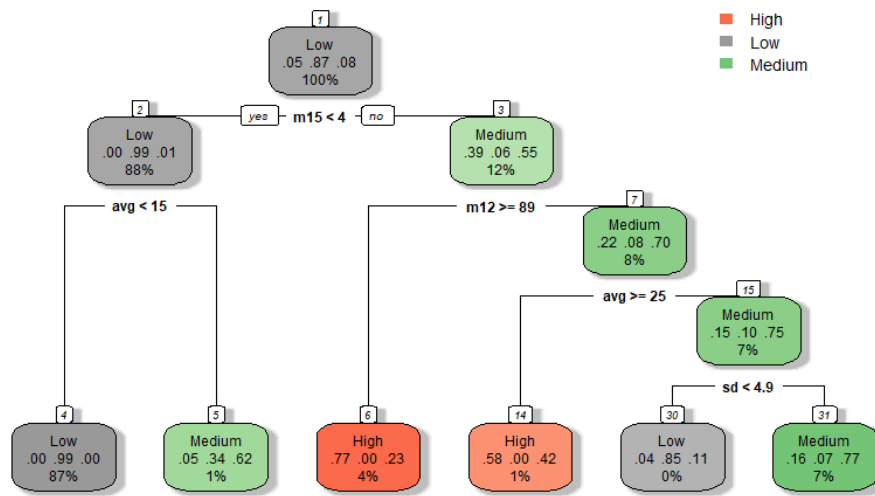 1
Low
.05 .87 .08
100%
High
Low
Medium
yes m15 < 4 no
2
Low
.00 .99 .01
88%
3
Medium
.39 .06 .55
12%
avg < 15
m12 >= 89
7
Medium
.22 .08 .70
8%
avg >= 25
15
Medium
.15 .10 .75
7%
sd < 4.9
4
Low
.00 .99 .00
87%
5
Medium
.05 .34 .62
1%
6
High
.77 .00 .23
4%
14
High
.58 .00 .42
1%
30
Low
.04 .85 .11
0%
31
Medium
.16 .07 .77
7%